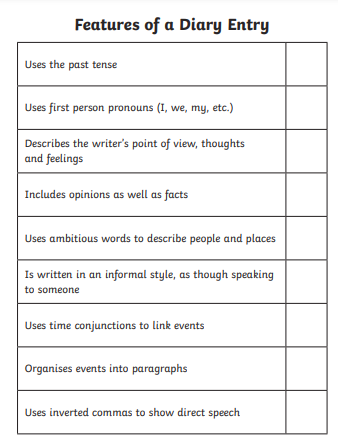 Features of a Diary Entry
Uses the past tense
Uses first person pronouns (I, we, my, etc.)
Describes the writer's point of view, thoughts
and feelings
Includes opinions as well as facts
Uses ambitious words to describe people and places
Is written in an informal style, as though speaking
to someone
Uses time conjunctions to link events
Organises events into paragraphs
Uses inverted commas to show direct speech